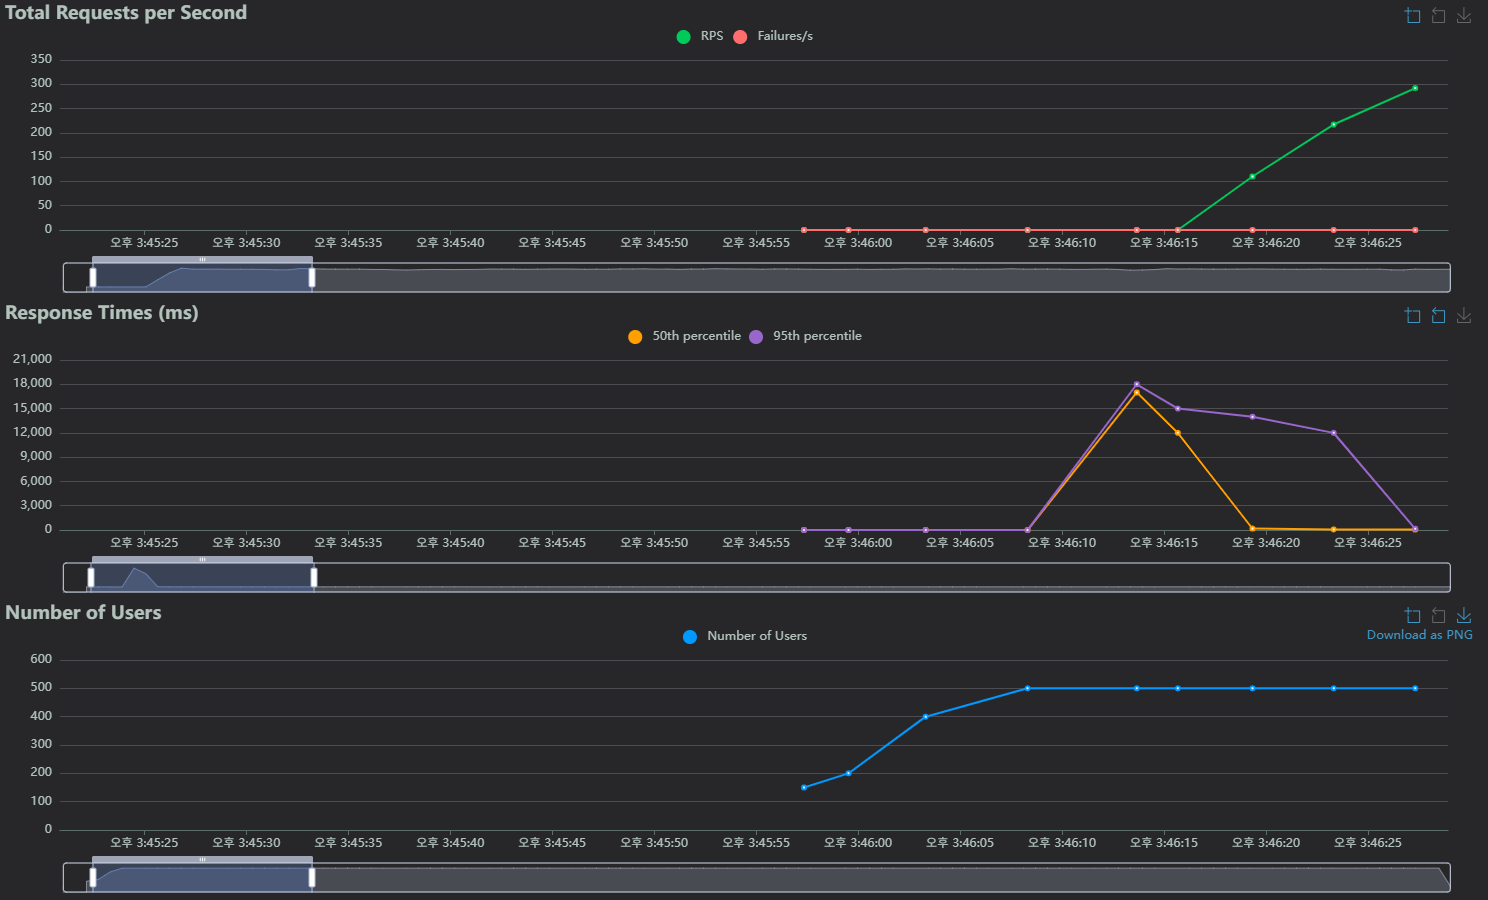 Total Requests per Second
RPS Failures/s
350
300
250
200
150
100
50
0
오후 3:45:25 오후 3:45:30 오후 3:45:35 오후 3:45:40 오후 3:45:45 오후 3:45:50 오후 3:45:55 오후 3:46:00 오후 3:46:05 오후 3:46:10 오후 3:46:15 오후 3:46:20 오후 3:46:25
Response Times (ms)
50th percentile 95th percentile
21,000
18,000
15,000
12,000
9,000
6,000
3,000
0
오후 3:45:25 오후 3:45:30 오후 3:45:35 오후 3:45:40 오후 3:45:45 오후 3:45:50 오후 3:45:55 오후 3:46:00 오후 3:46:05 오후 3:46:10 오후 3:46:15 오후 3:46:20 오후 3:46:25
Number of Users
Number of Users
Download as PNG
600
500
400
300
200
100
0
오후 3:45:25 오후 3:45:30 오후 3:45:35 오후 3:45:40 오후 3:45:45 오후 3:45:50 오후 3:45:55 오후 3:46:00 오후 3:46:05 오후 3:46:10 오후 3:46:15 오후 3:46:20 오후 3:46:25